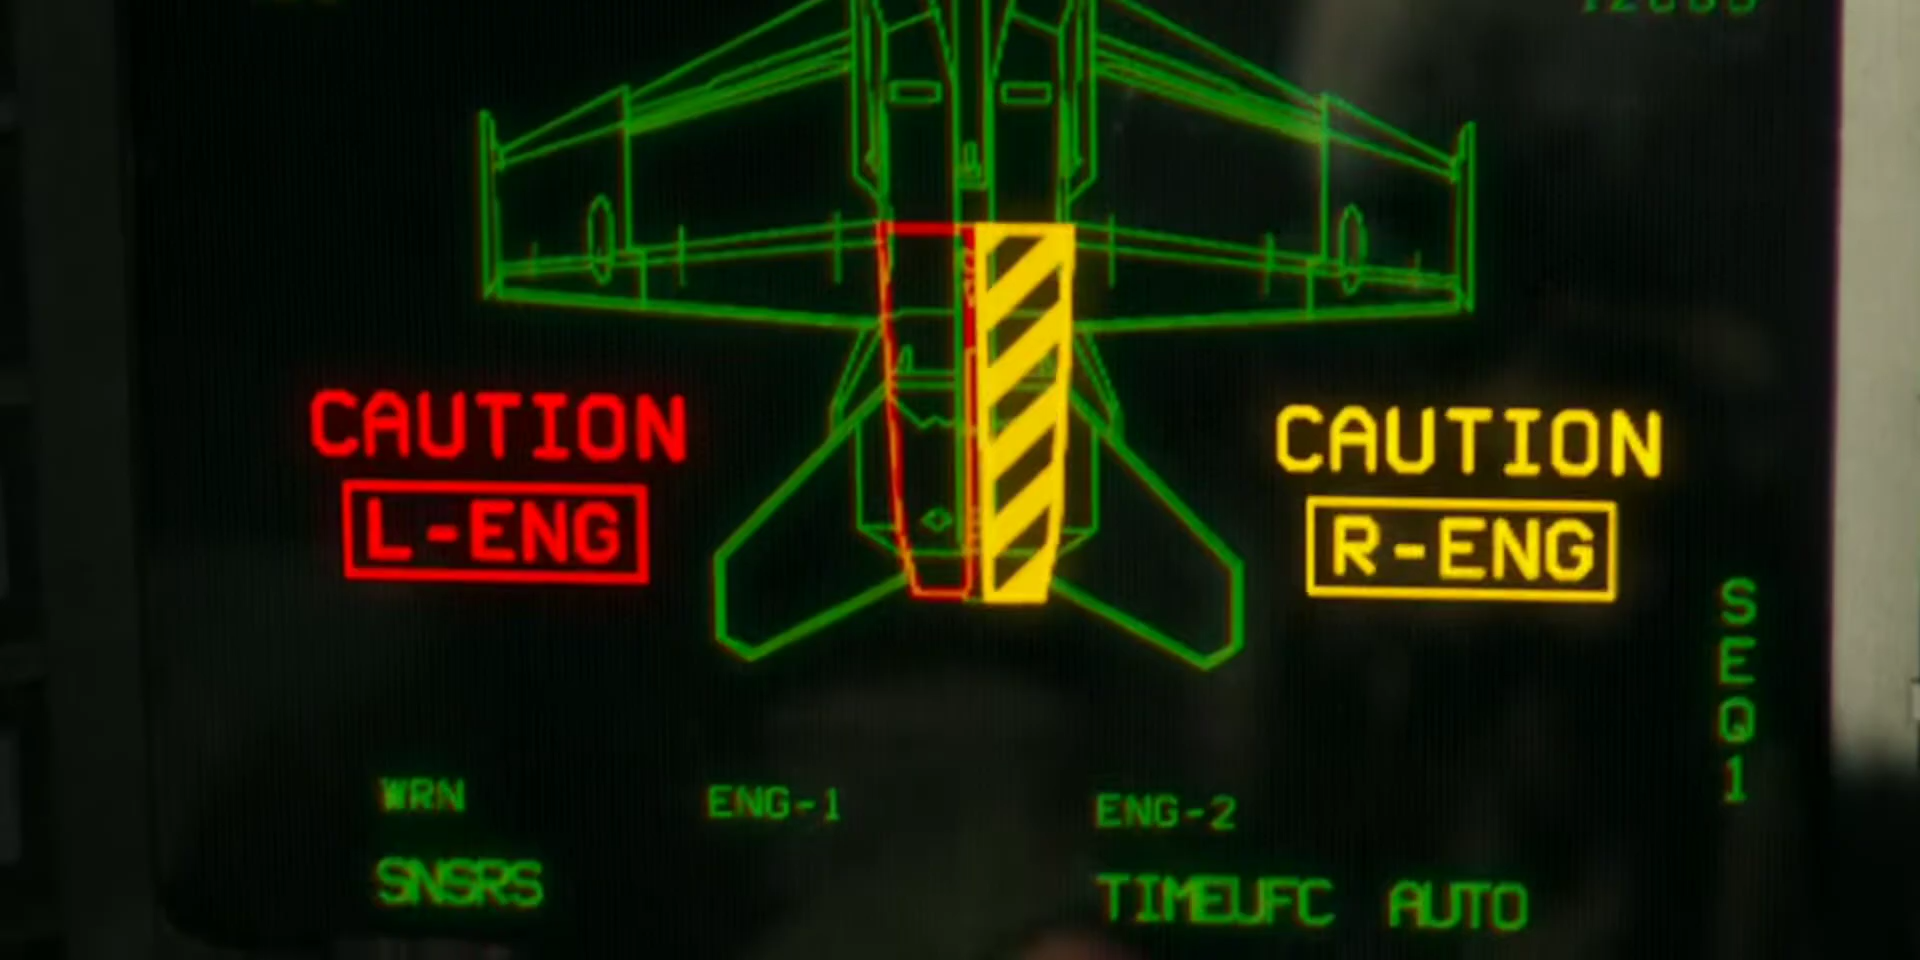 CAUTION
L-ENG
CAUTION
R-ENG
SEQ1
WRN
ENG-1
ENG-2
SNSRS
TIMEUFC AUTO